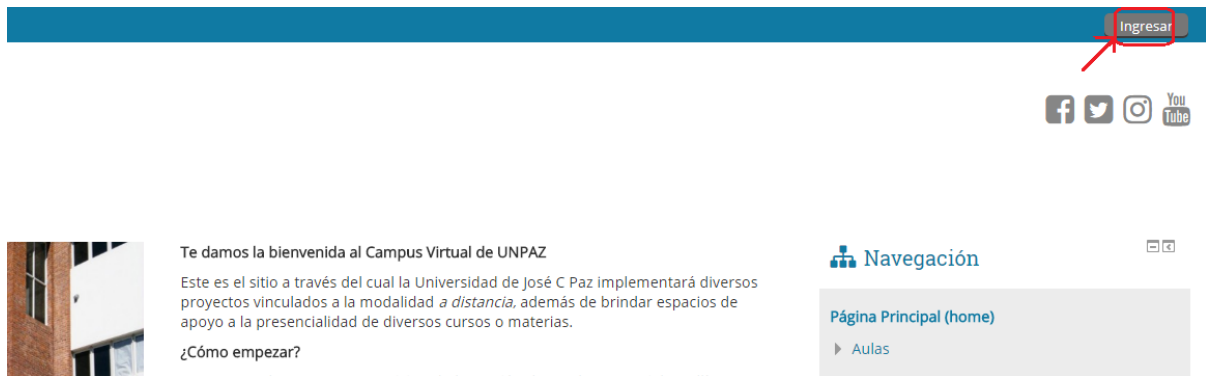 Ingresar
You
Tube
Te damos la bienvenida al Campus Virtual de UNPAZ
Este es el sitio a través del cual la Universidad de José C Paz implementará diversos
proyectos vinculados a la modalidad a distancia, además de brindar espacios de
apoyo a la presencialidad de diversos cursos o materias.
¿Cómo empezar?
Navegación
Página Principal (home)
Aulas